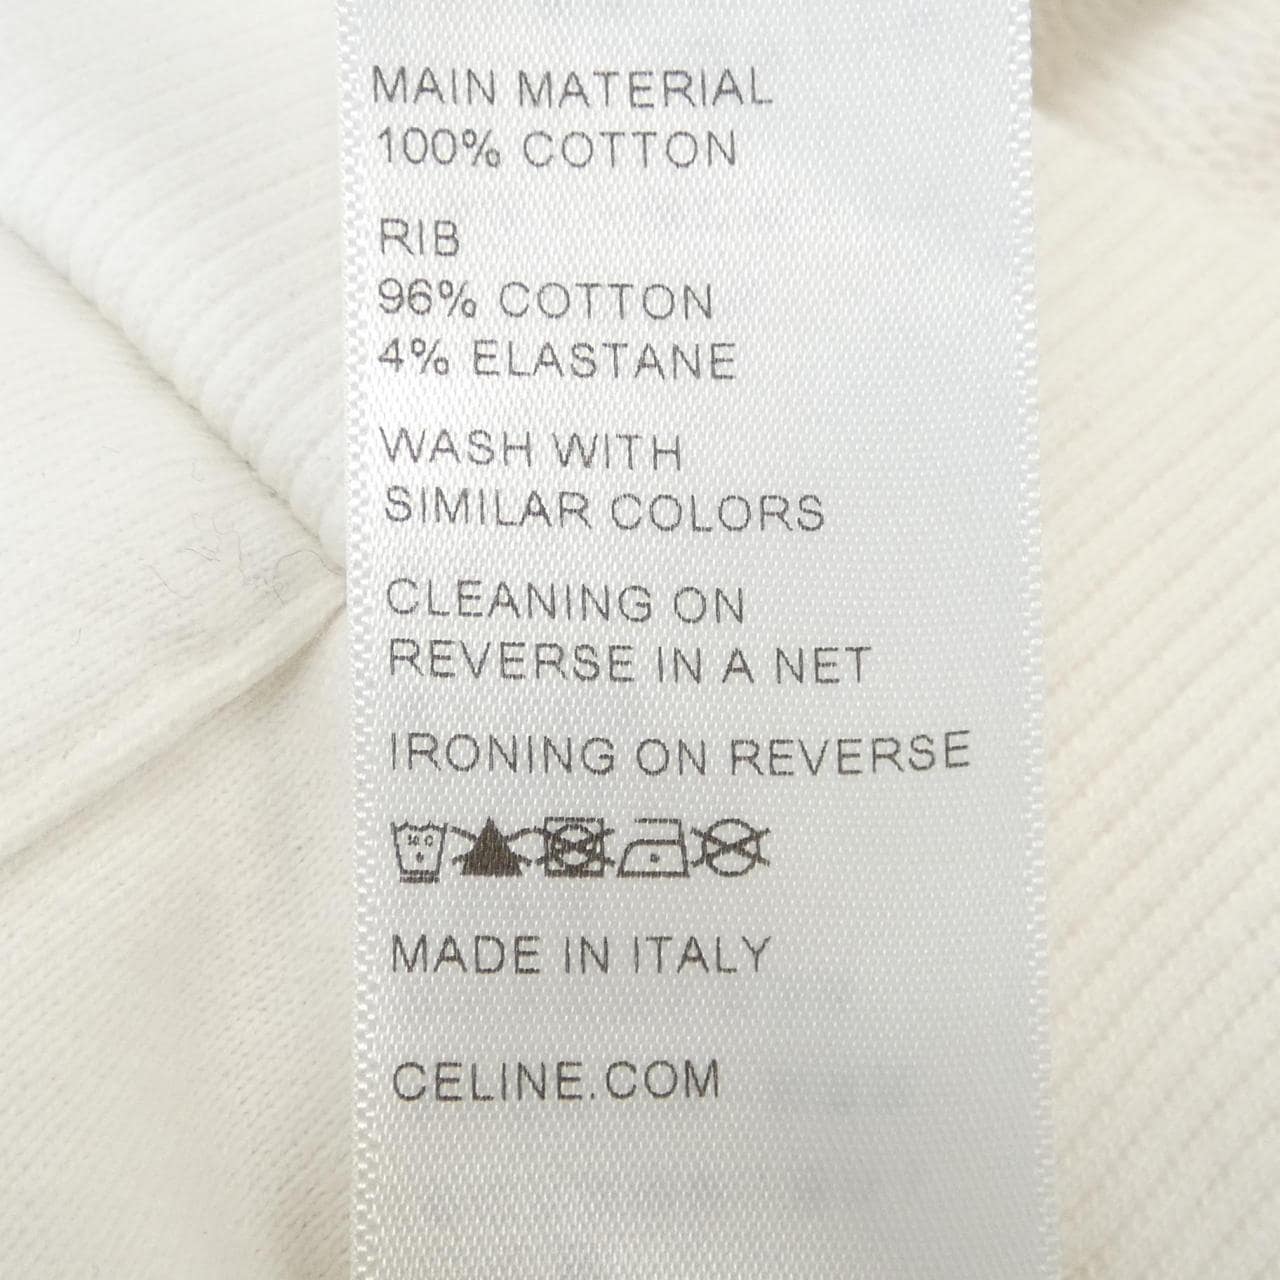 MAIN MATERIAL
100% COTTON
RIB
96% COTTON
4% ELASTANE
WASH WITH
SIMILAR COLORS
CLEANING ON
REVERSE IN A NET
IRONING ON REVERSE
MADE IN ITALY
CELINE.COM